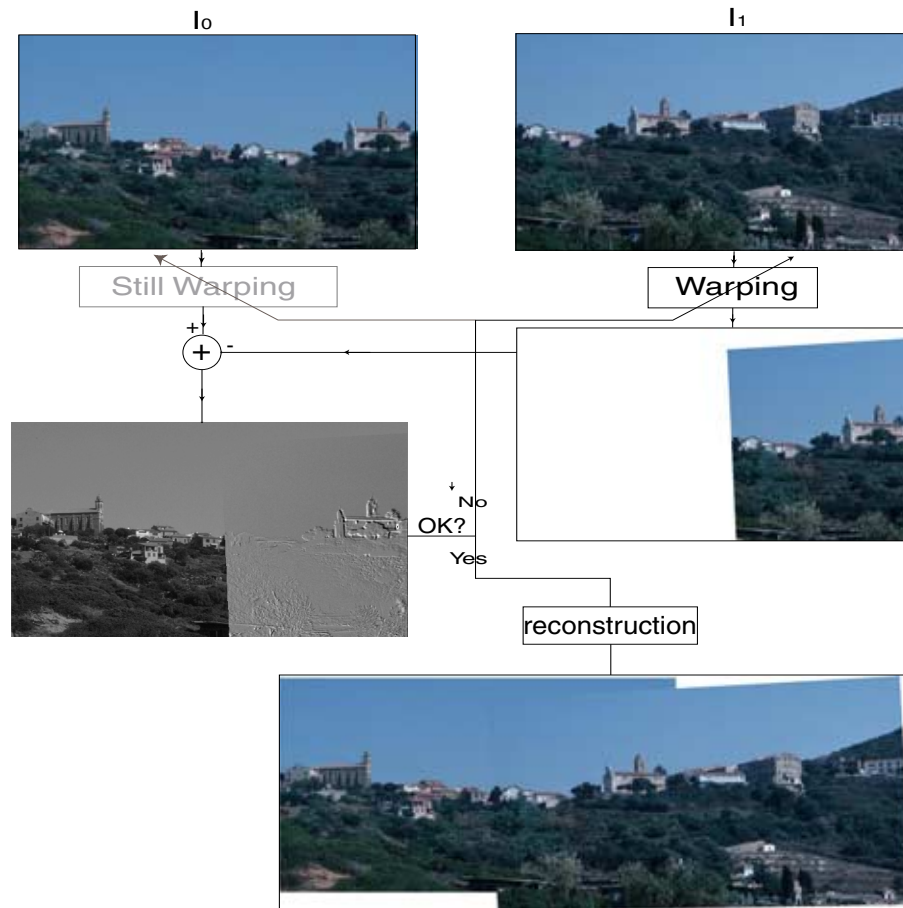 I0
I1
Still Warping
Warping
+
+
-
No
OK?
Yes
reconstruction